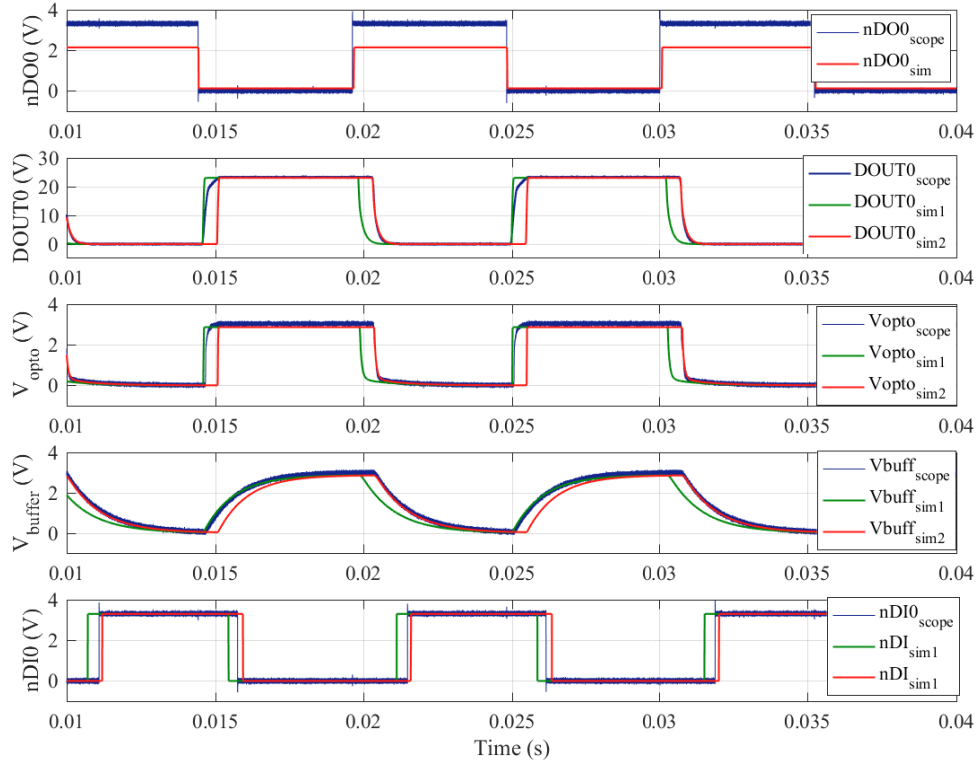 nDO0 (V)
4
2
0
0.01 0.015 0.02 0.025 0.03 0.035 0.04
nDO0scope
nDO0sim
DOUT0 (V)
30
20
10
0
0.01 0.015 0.02 0.025 0.03 0.035 0.04
DOUT0scope
DOUT0sim1
DOUT0sim2
Vopto (V)
4
2
0
0.01 0.015 0.02 0.025 0.03 0.035 0.04
Voptoscope
Voptosim1
Voptosim2
Vbuffer (V)
4
2
0
0.01 0.015 0.02 0.025 0.03 0.035 0.04
Vbuffscope
Vbuffsim1
Vbuffsim2
nDI0 (V)
4
2
0
0.01 0.015 0.02 0.025 0.03 0.035 0.04
nDI0scope
nDIsim1
nDIsim1
Time (s)